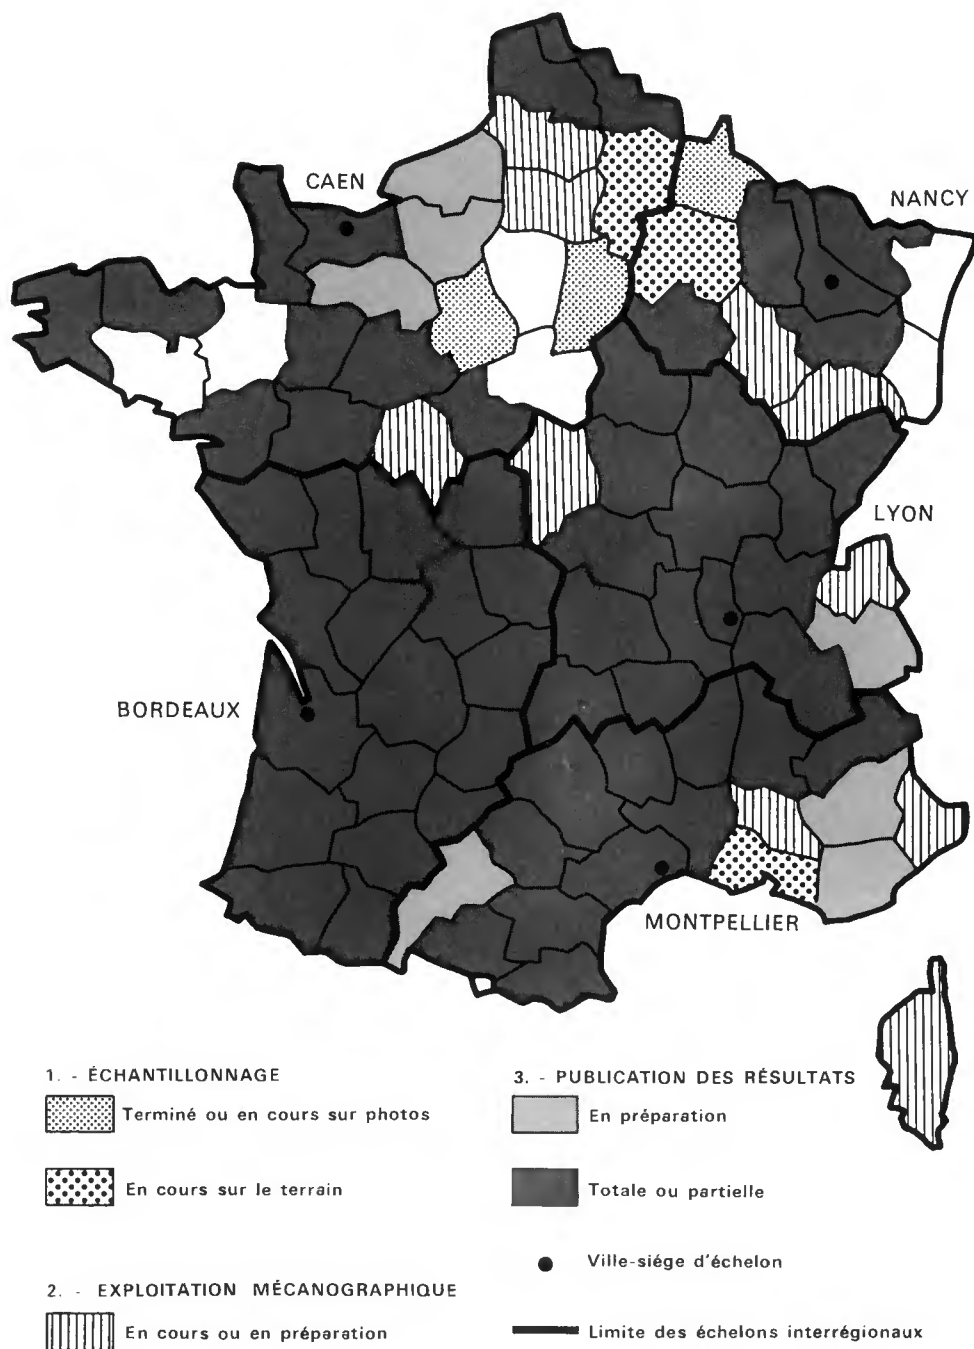 CAEN
NANCY
LYON
BORDEAUX
MONTPELLIER
1. - ÉCHANTILLONNAGE
Terminé ou en cours sur photos
En cours sur le terrain
2. - EXPLOITATION MÉCANOGRAPHIQUE
En cours ou en préparation
3. - PUBLICATION DES RÉSULTATS
En préparation
Totale ou partielle
Ville-siége d'échelon
Limite des échelons interrégionaux